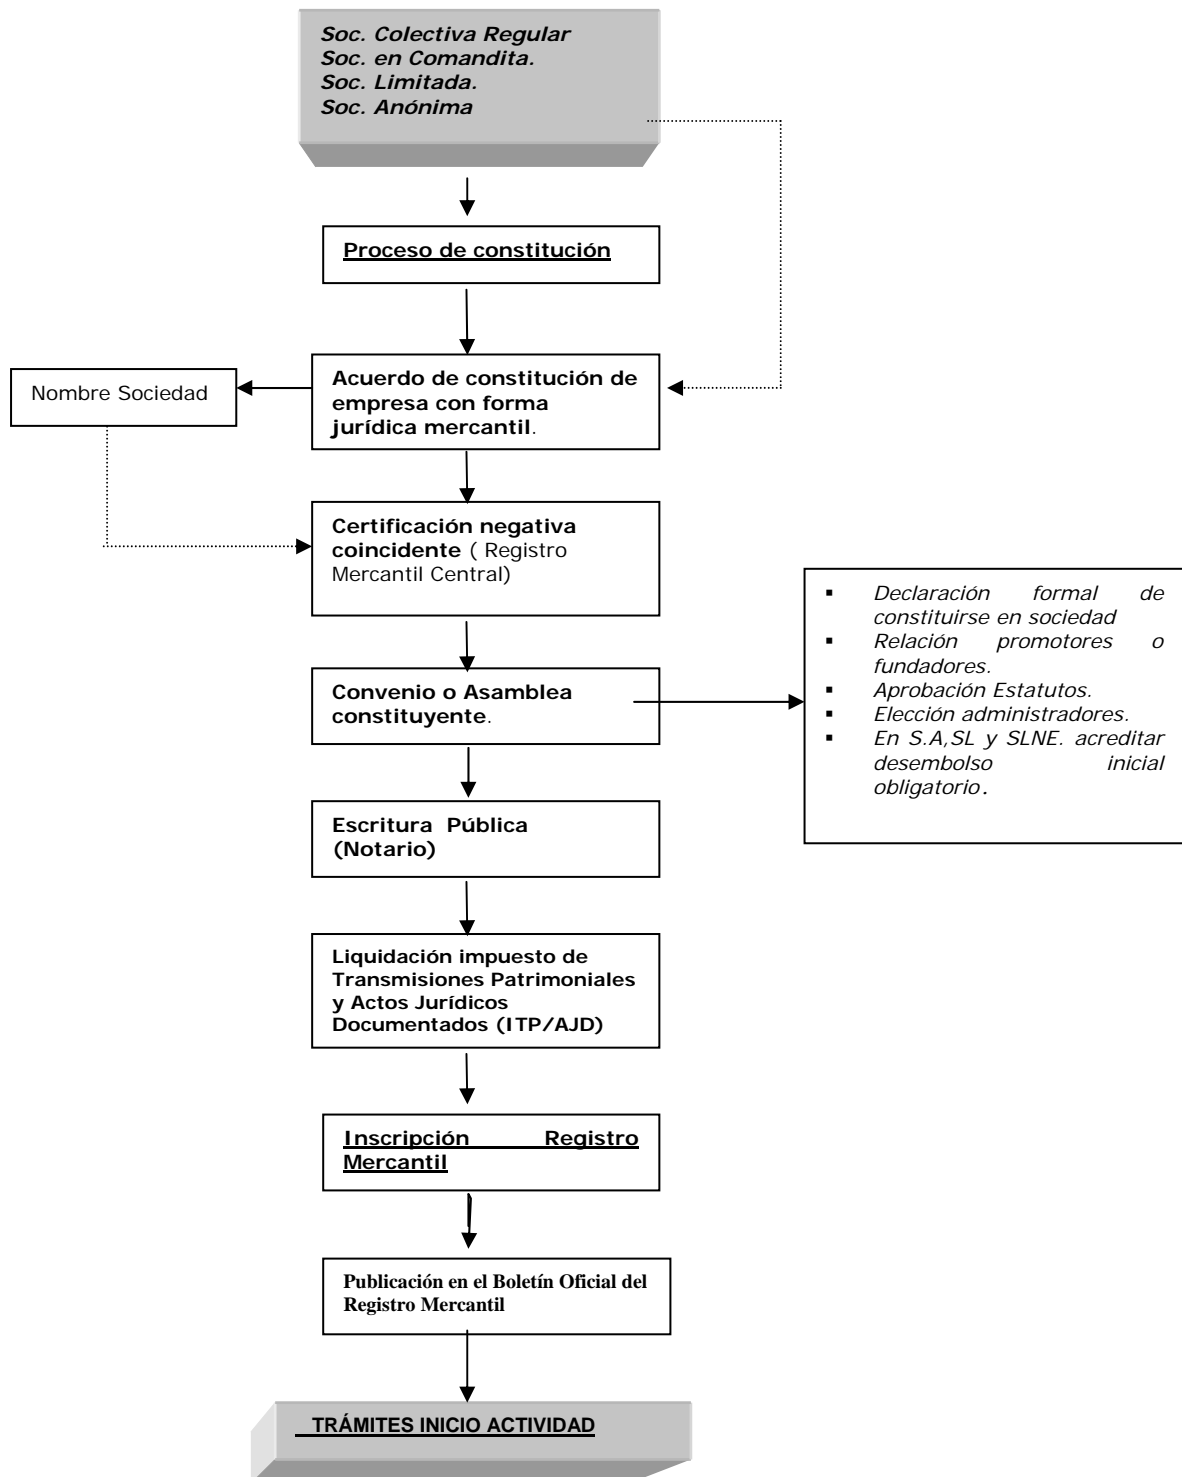 Soc. Colectiva Regular
Soc. en Comandita.
Soc. Limitada.
Soc. Anónima
Proceso de constitución
Nombre Sociedad
Acuerdo de constitución de
empresa con forma
jurídica mercantil.
Certificación negativa
coincidente ( Registro
Mercantil Central)
Convenio o Asamblea
constituyente.
▪ Declaración formal de
constituirse en sociedad
▪ Relación promotores o
fundadores.
▪ Aprobación Estatutos.
▪ Elección administradores.
▪ En S.A,SL y SLNE. acreditar
desembolso inicial
obligatorio.
Escritura Pública
(Notario)
Liquidación impuesto de
Transmisiones Patrimoniales
y Actos Jurídicos
Documentados (ITP/AJD)
Inscripción Registro
Mercantil
Publicación en el Boletín Oficial del
Registro Mercantil
TRÁMITES INICIO ACTIVIDAD